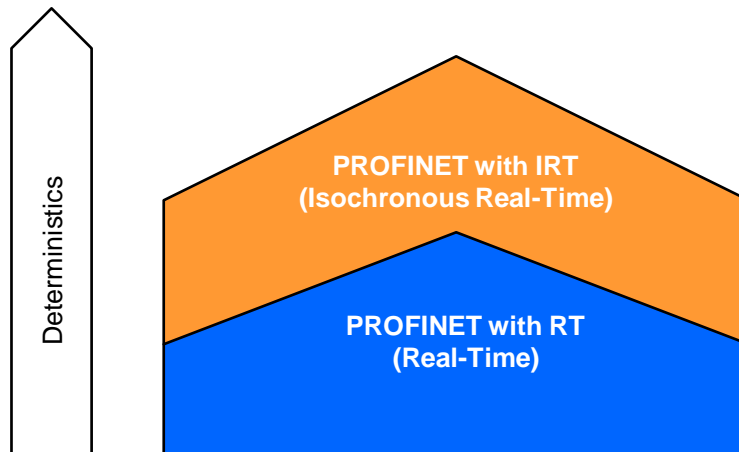 Deterministics
PROFINET with IRT
(Isochronous Real-Time)
PROFINET with RT
(Real-Time)